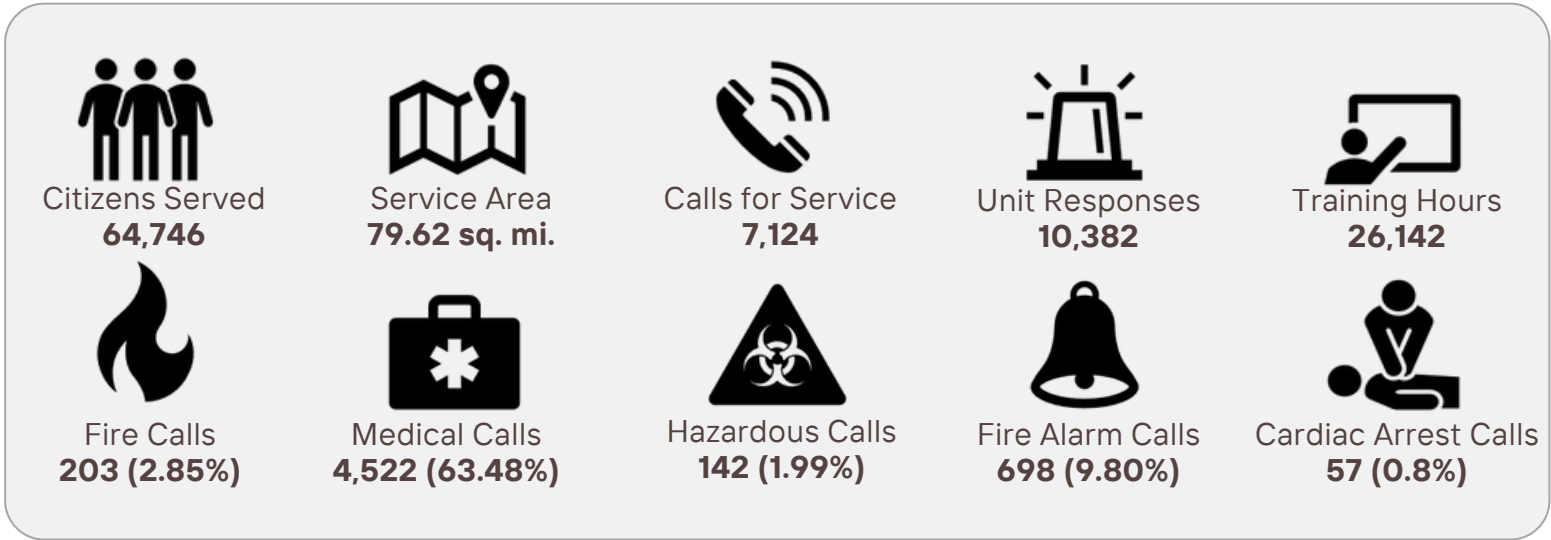 Citizens Served
64,746
Service Area
79.62 sq. mi.
Calls for Service
7,124
Unit Responses
10,382
Training Hours
26,142
Fire Calls
203 (2.85%)
Medical Calls
4,522 (63.48%)
Hazardous Calls
142 (1.99%)
Fire Alarm Calls
698 (9.80%)
Cardiac Arrest Calls
57 (0.8%)